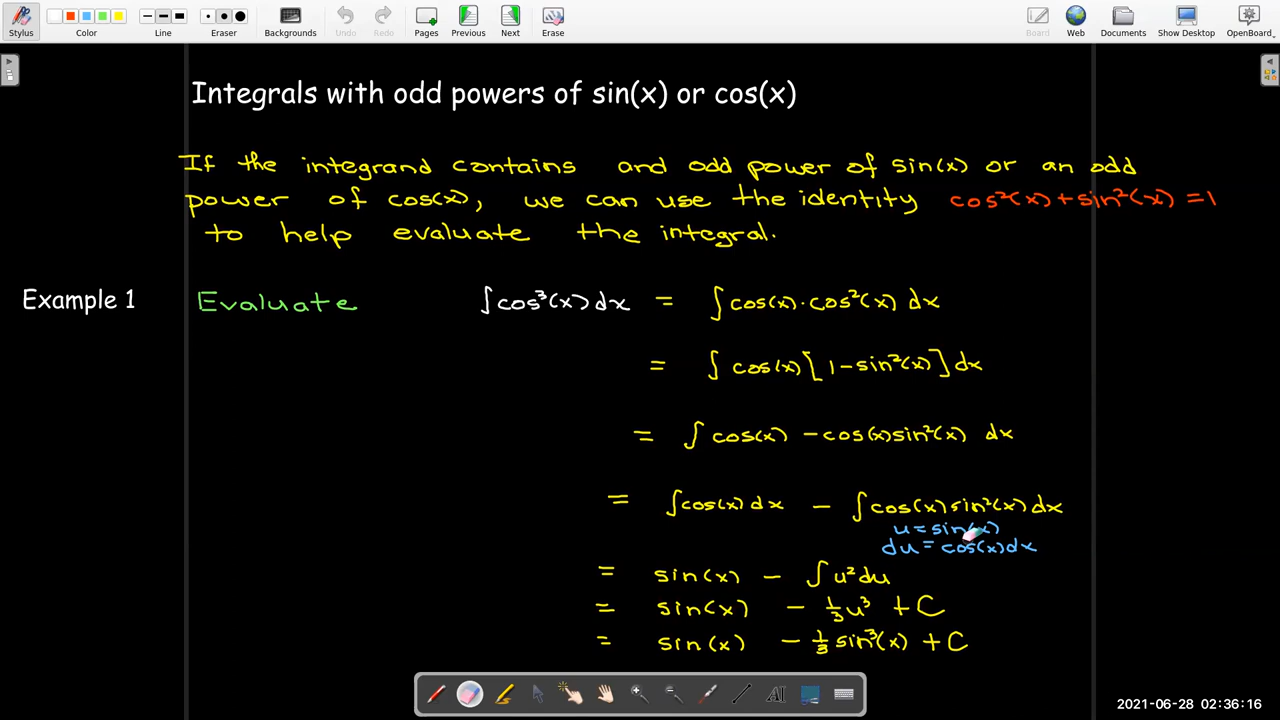 Stylus Color Line Eraser Backgrounds Undo Redo Pages Previous Next Erase Board Web Documents Show Desktop OpenBoard
Integrals with odd powers of sin(x) or cos(x)
If the integrand contains and odd power of sin(x) or an odd
power of cos(x), we can use the identity cos²(x)+sin²(x) =1
to help evaluate the integral.
Example 1 Evaluate ∫cos³(x) dx = ∫cos(x)·cos²(x) dx
= ∫ cos(x)[1-sin²(x)]dx
= ∫ cos(x) -cos(x)sin²(x) dx
= ∫cos(x) dx - ∫cos(x)sin²(x) dx
u=sin(x)
du=cos(x)dx
= sin(x) - ∫u²du
= sin(x) - ⅓u³ + C
= sin(x) - ⅓ sin³(x) + C
2021-06-28 02:36:16